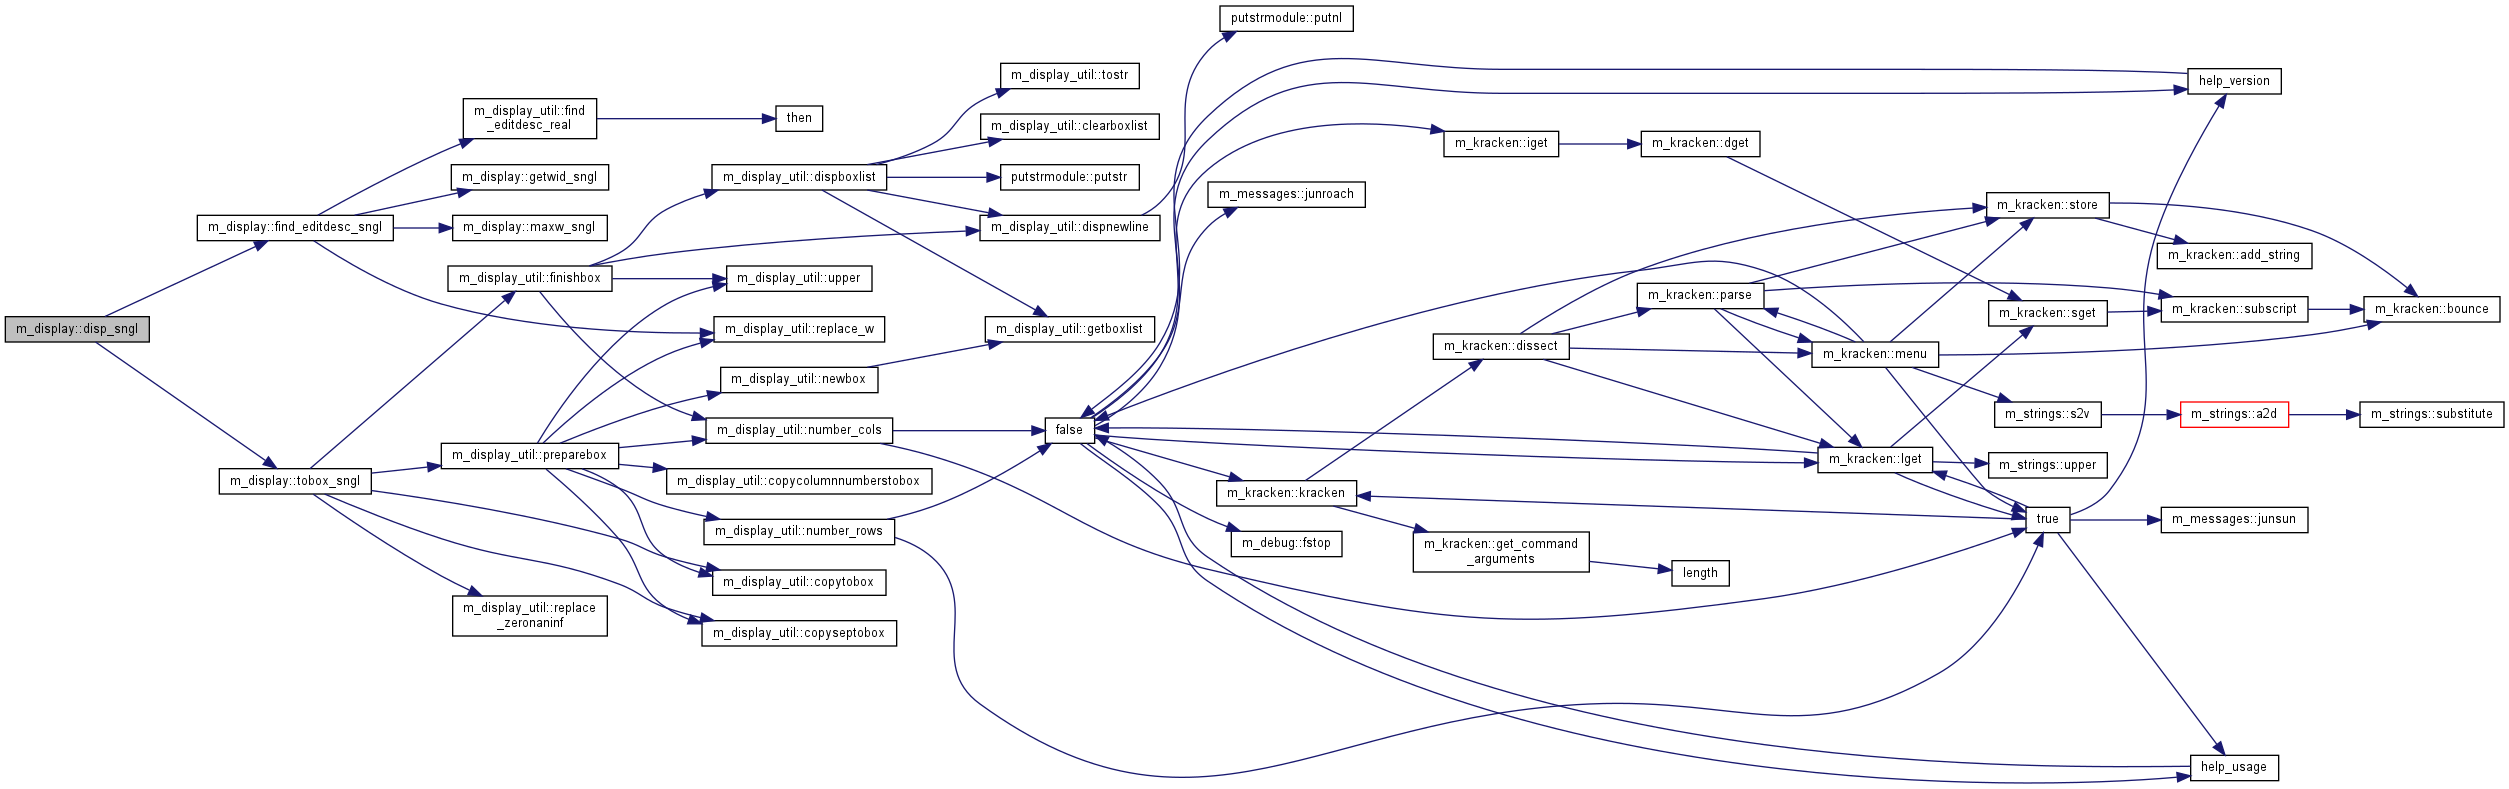 putstrmodule::putnl
m_display_util::tostr
help_version
m_display_util::find
_editdesc_real
then
m_display_util::clearboxlist
m_kracken::iget
m_kracken::dget
m_display::getwid_sngl
m_display_util::dispboxlist
putstrmodule::putstr
m_messages::junroach
m_kracken::store
m_display::find_editdesc_sngl
m_display::maxw_sngl
m_display_util::dispnewline
m_kracken::add_string
m_display_util::finishbox
m_display_util::upper
m_kracken::parse
m_kracken::sget
m_kracken::subscript
m_kracken::bounce
m_display::disp_sngl
m_display_util::replace_w
m_display_util::getboxlist
m_kracken::dissect
m_kracken::menu
m_display_util::newbox
m_strings::s2v
m_strings::a2d
m_strings::substitute
m_display_util::number_cols
false
m_display_util::preparebox
m_kracken::lget
m_strings::upper
m_display::tobox_sngl
m_display_util::copycolumnnumberstobox
m_kracken::kracken
m_display_util::number_rows
true
m_messages::junsun
m_debug::fstop
m_kracken::get_command
_arguments
length
m_display_util::copytobox
m_display_util::replace
_zeronaninf
m_display_util::copyseptobox
help_usage